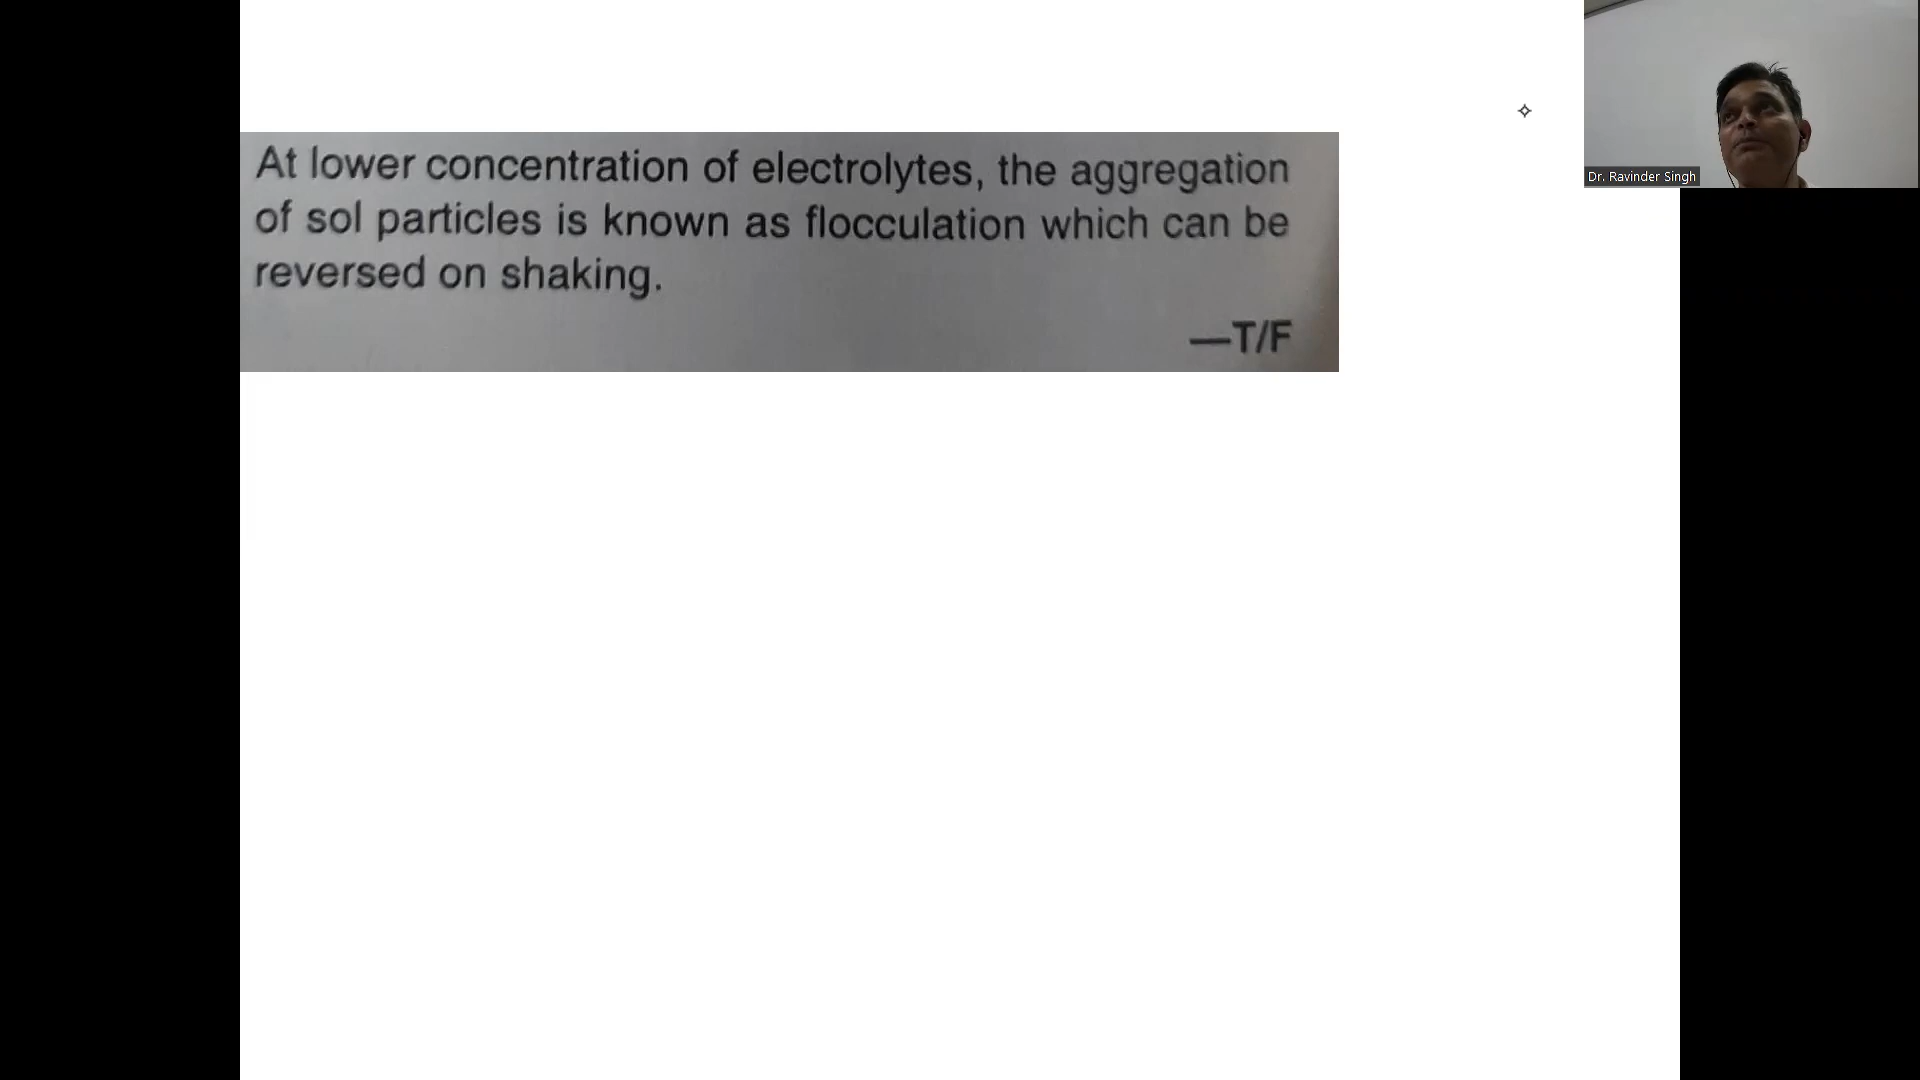 At lower concentration of electrolytes, the aggregation
of sol particles is known as flocculation which can be
reversed on shaking.
—T/F
Dr. Ravinder Singh